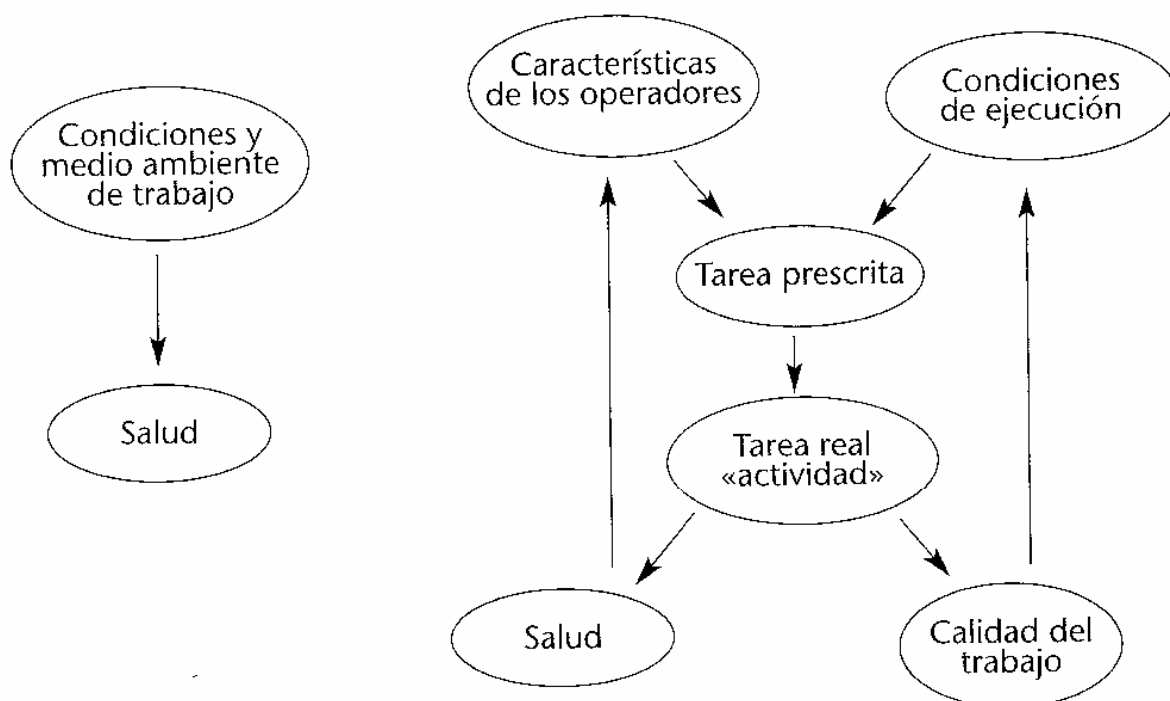 Condiciones y
medio ambiente
de trabajo
Salud
Características
de los operadores
Condiciones
de ejecución
Tarea prescrita
Tarea real
«actividad»
Salud
Calidad del
trabajo